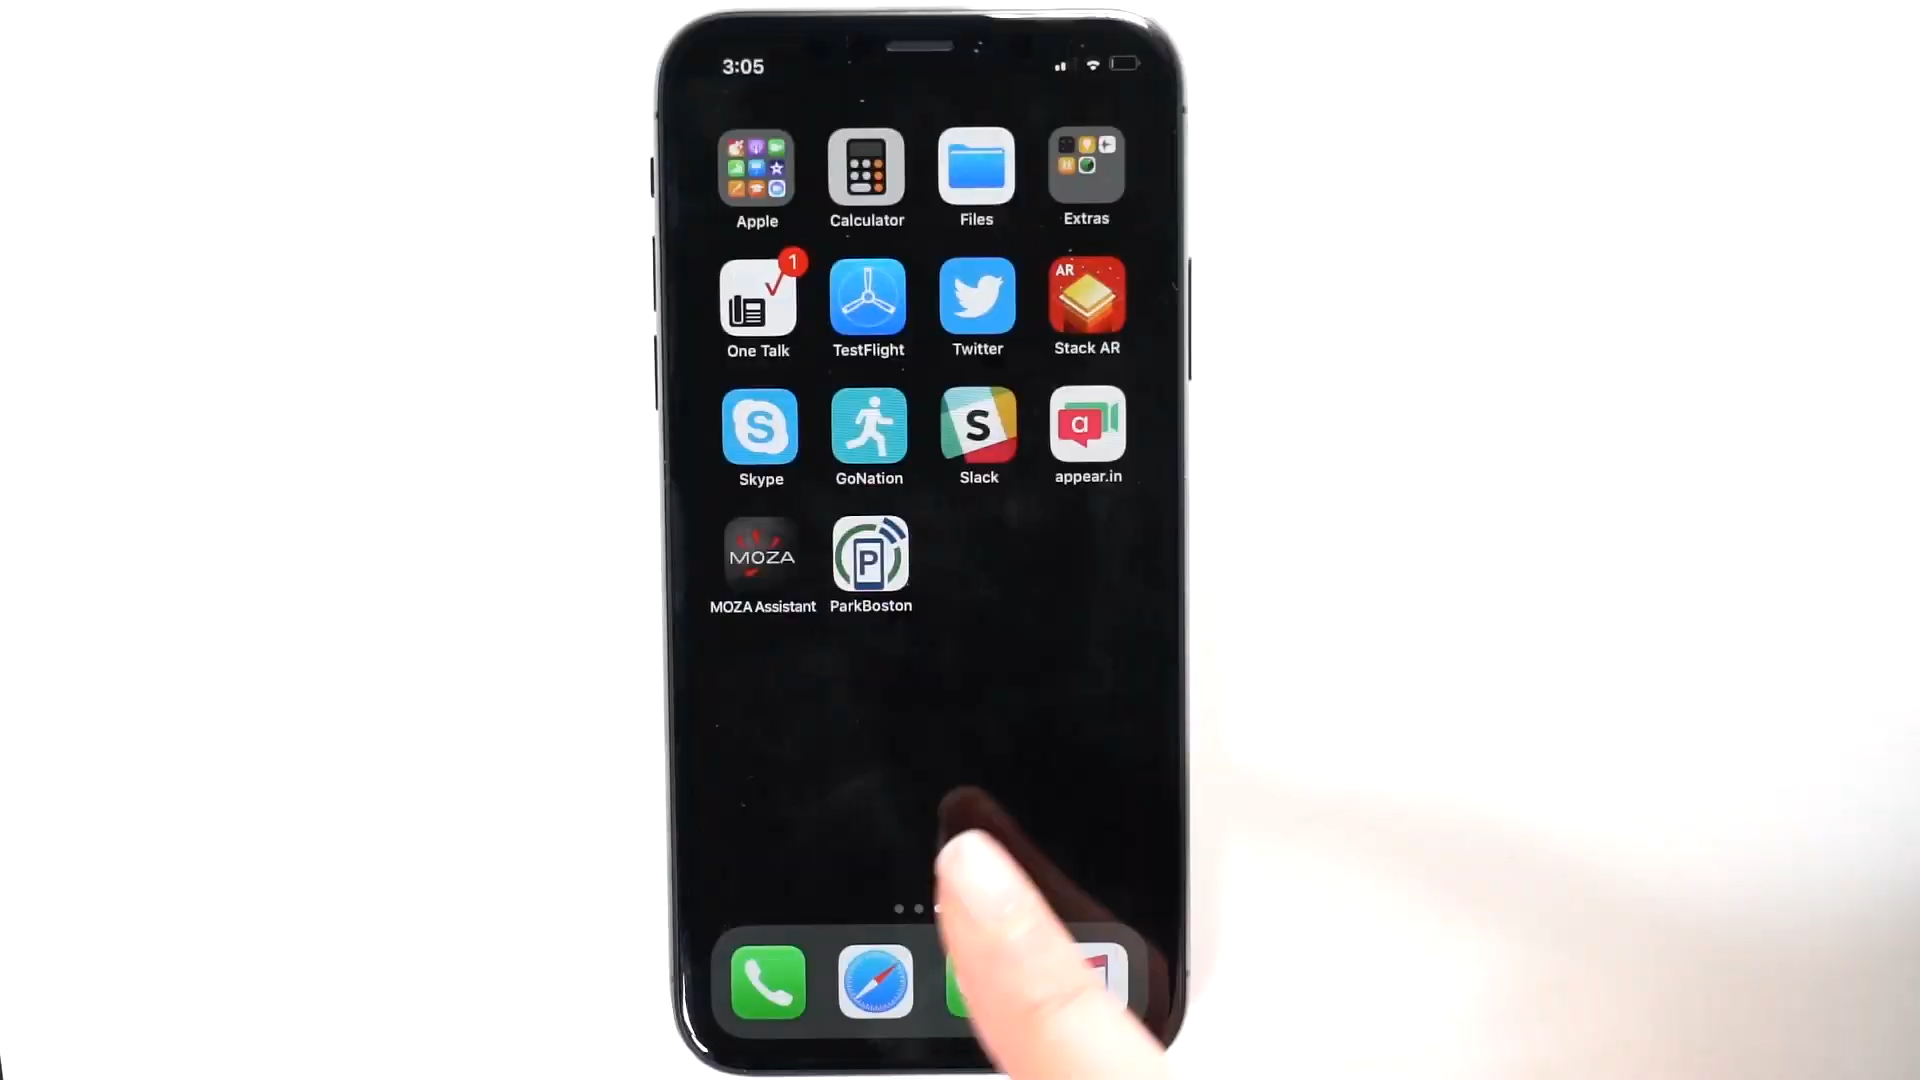 3:05
Apple
Calculator
Files
Extras
1
AR
One Talk
TestFlight
Twitter
Stack AR
S
S
a
Skype
GoNation
Slack
appear.in
MOZA
P
MOZA Assistant
ParkBoston